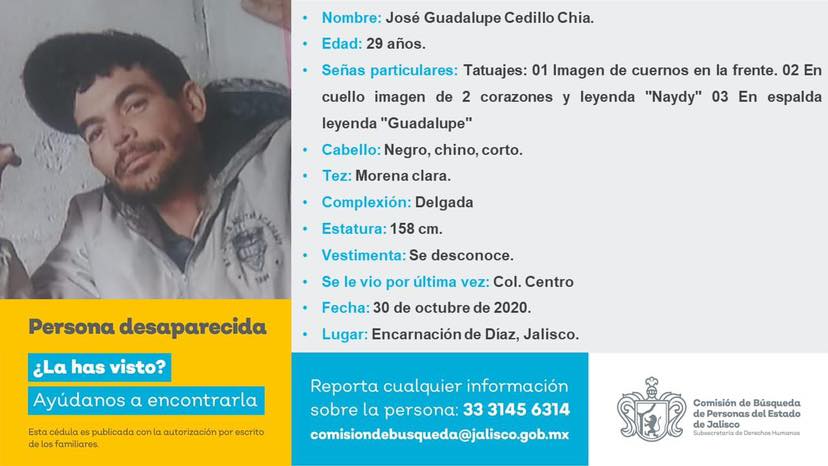 • Nombre: José Guadalupe Cedillo Chia.
• Edad: 29 años.
• Señas particulares: Tatuajes: 01 Imagen de cuernos en la frente. 02 En
cuello imagen de 2 corazones y leyenda "Naydy" 03 En espalda
leyenda "Guadalupe"
• Cabello: Negro, chino, corto.
• Tez: Morena clara.
• Complexión: Delgada
• Estatura: 158 cm.
• Vestimenta: Se desconoce.
• Se le vio por última vez: Col. Centro
• Fecha: 30 de octubre de 2020.
• Lugar: Encarnación de Díaz, Jalisco.
Persona desaparecida
¿La has visto?
Ayúdanos a encontrarla
Esta cédula es publicada con la autorización por escrito
de los familiares.
Reporta cualquier información
sobre la persona: 33 3145 6314
comisiondebusqueda@jalisco.gob.mx
Comisión de Búsqueda
de Personas del Estado
de Jalisco
Subsecretaría de Derechos Humanos